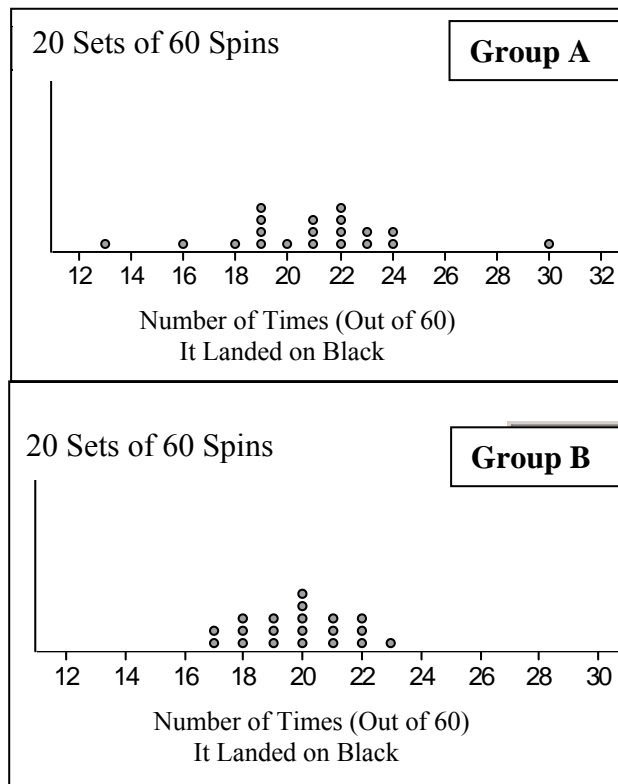 20 Sets of 60 Spins
Group A
12 14 16 18 20 22 24 26 28 30 32
Number of Times (Out of 60)
It Landed on Black
20 Sets of 60 Spins
Group B
12 14 16 18 20 22 24 26 28 30
Number of Times (Out of 60)
It Landed on Black